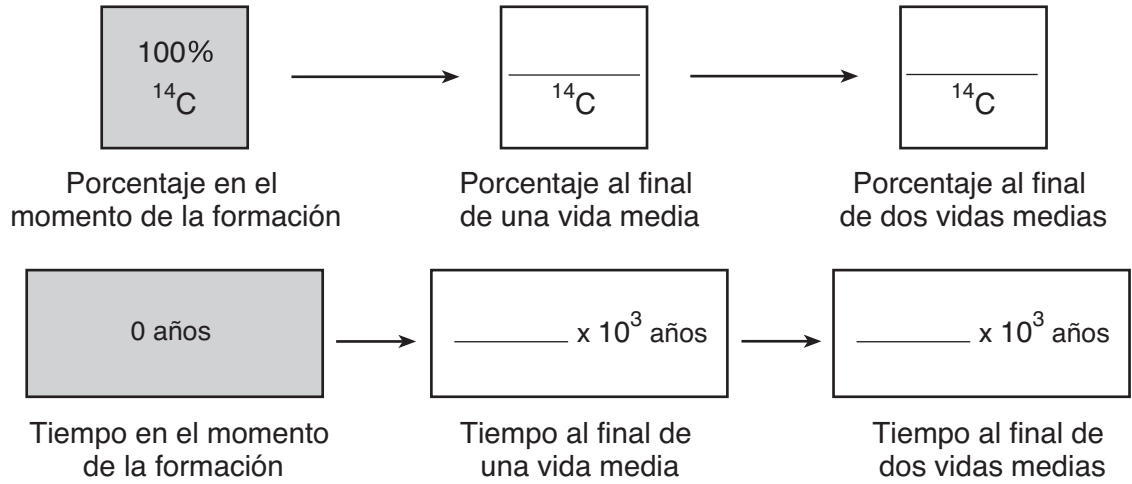 100%
¹⁴C
¹⁴C
¹⁴C
Porcentaje en el
momento de la formación
Porcentaje al final
de una vida media
Porcentaje al final
de dos vidas medias
0 años
________ x 10³ años
________ x 10³ años
Tiempo en el momento
de la formación
Tiempo al final de
una vida media
Tiempo al final de
dos vidas medias